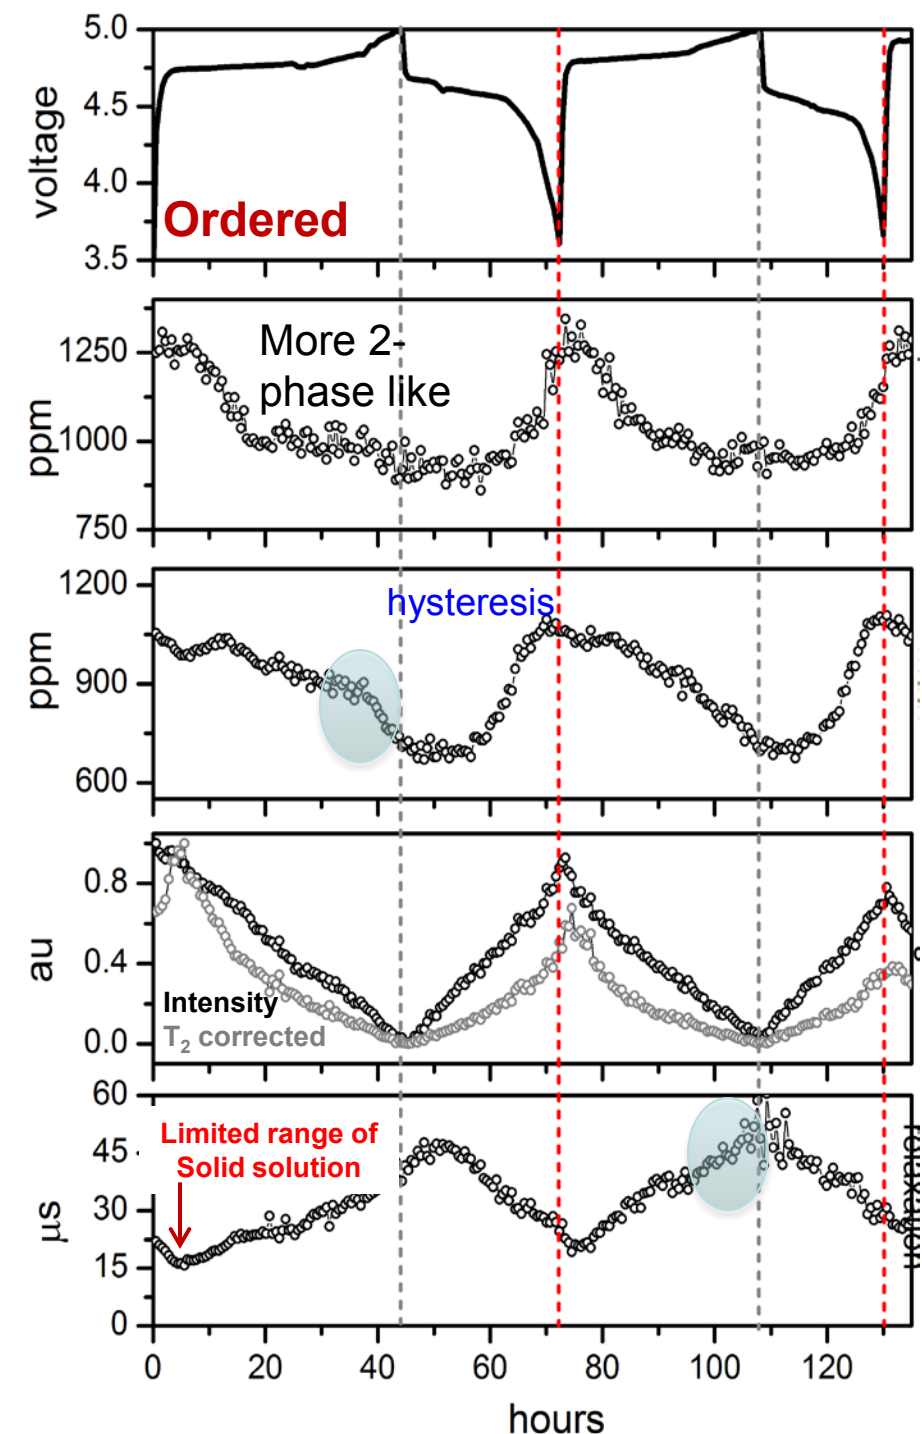 5.0
4.5
4.0
3.5
voltage
Ordered
1250
1000
750
ppm
More 2-
phase like
1200
900
600
ppm
hysteresis
0.8
0.4
0.0
au
Intensity
T2 corrected
60
45
30
15
0
μs
Limited range of
Solid solution
relaxation
0 20 40 60 80 100 120
hours